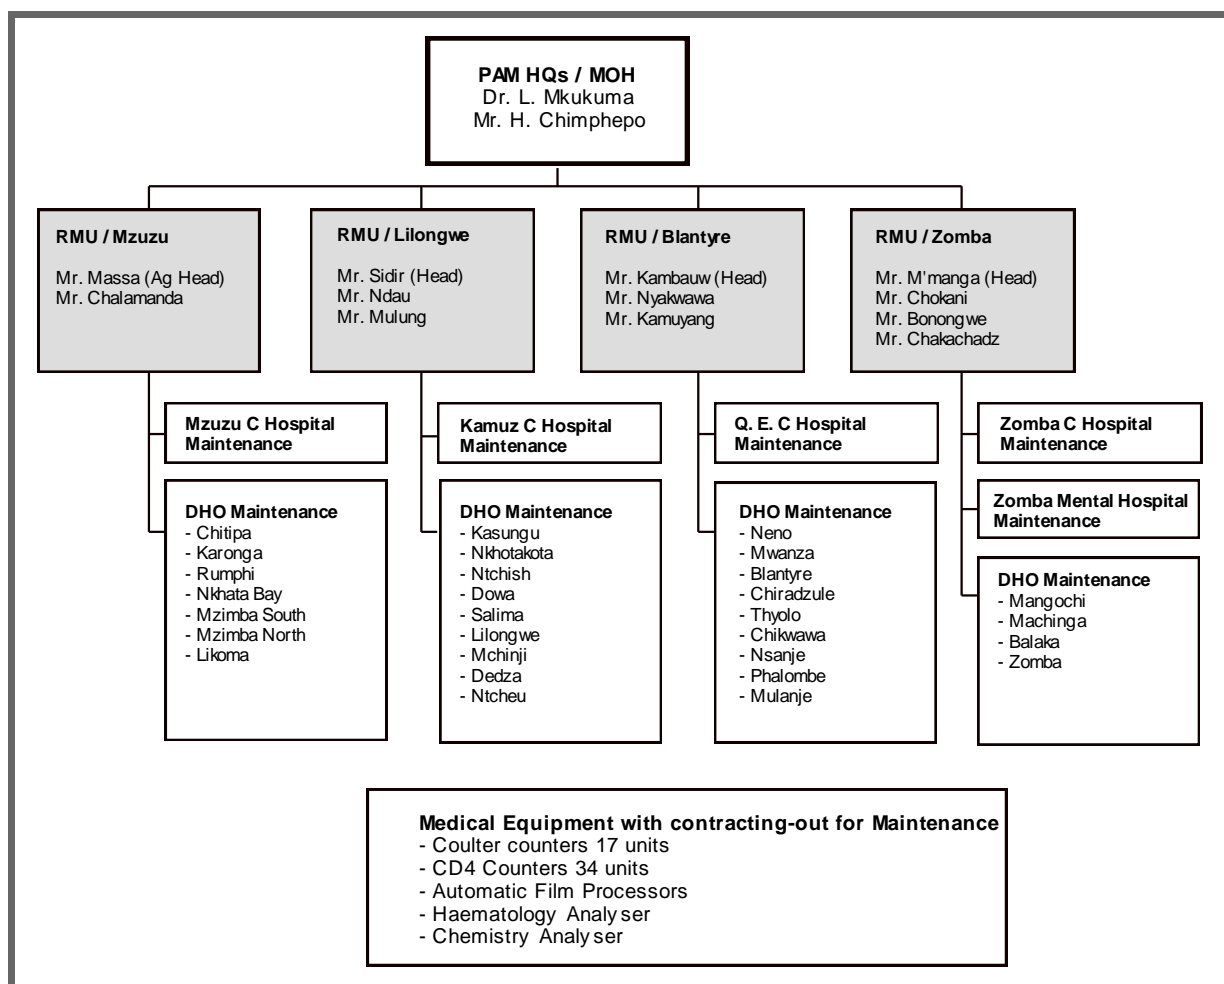 PAM HQs / MOH
Dr. L. Mkukuma
Mr. H. Chimphepo
RMU / Mzuzu
Mr. Massa (Ag Head)
Mr. Chalamanda
RMU / Lilongwe
Mr. Sidir (Head)
Mr. Ndau
Mr. Mulung
RMU / Blantyre
Mr. Kambauw (Head)
Mr. Nyakwawa
Mr. Kamuyang
RMU / Zomba
Mr. M'manga (Head)
Mr. Chokani
Mr. Bonongwe
Mr. Chakachadz
Mzuzu C Hospital
Maintenance
DHO Maintenance
- Chitipa
- Karonga
- Rumphi
- Nkhata Bay
- Mzimba South
- Mzimba North
- Likoma
Kamuz C Hospital
Maintenance
DHO Maintenance
- Kasungu
- Nkhotakota
- Ntchish
- Dowa
- Salima
- Lilongwe
- Mchinji
- Dedza
- Ntcheu
Q. E. C Hospital
Maintenance
DHO Maintenance
- Neno
- Mwanza
- Blantyre
- Chiradzule
- Thyolo
- Chikwawa
- Nsanje
- Phalombe
- Mulanje
Zomba C Hospital
Maintenance
Zomba Mental Hospital
Maintenance
DHO Maintenance
- Mangochi
- Machinga
- Balaka
- Zomba
Medical Equipment with contracting-out for Maintenance
- Coulter counters 17 units
- CD4 Counters 34 units
- Automatic Film Processors
- Haematology Analyser
- Chemistry Analyser